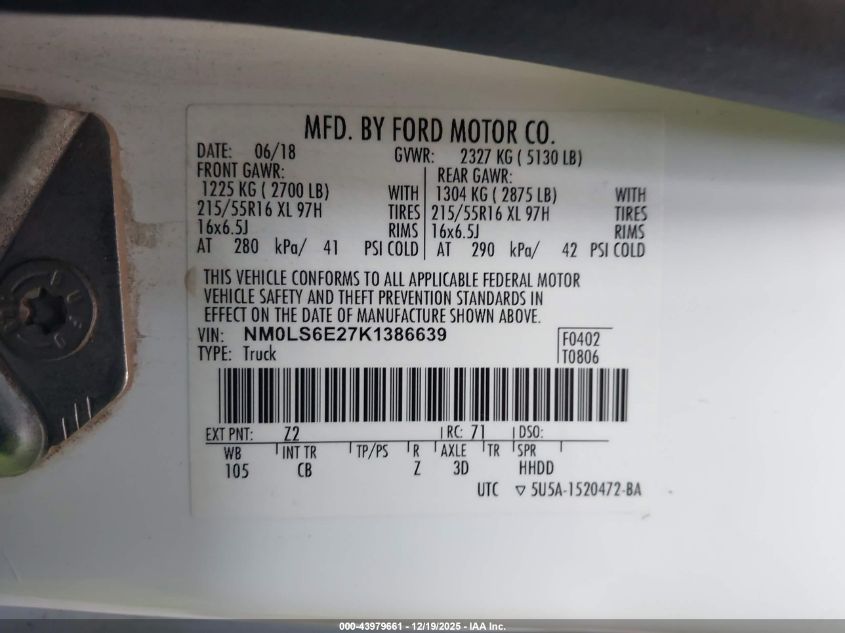 MFD. BY FORD MOTOR CO.
DATE: 06/18 GVWR: 2327 KG ( 5130 LB)
FRONT GAWR: REAR GAWR:
1225 KG ( 2700 LB) WITH 1304 KG ( 2875 LB) WITH
215/55R16 XL 97H TIRES 215/55R16 XL 97H TIRES
16x6.5J RIMS 16x6.5J RIMS
AT 280 kPa/ 41 PSI COLD AT 290 kPa/ 42 PSI COLD
THIS VEHICLE CONFORMS TO ALL APPLICABLE FEDERAL MOTOR
VEHICLE SAFETY AND THEFT PREVENTION STANDARDS IN
EFFECT ON THE DATE OF MANUFACTURE SHOWN ABOVE.
VIN: NM0LS6E27K1386639 F0402
TYPE: Truck T0806
EXT PNT: Z2 RC: 71 DSO:
WB INT TR TP/PS R AXLE TR SPR
105 CB Z 3D HHDD
UTC ▽ 5U5A-1520472-BA
000-43979661 - 12/19/2025 - IAA Inc.